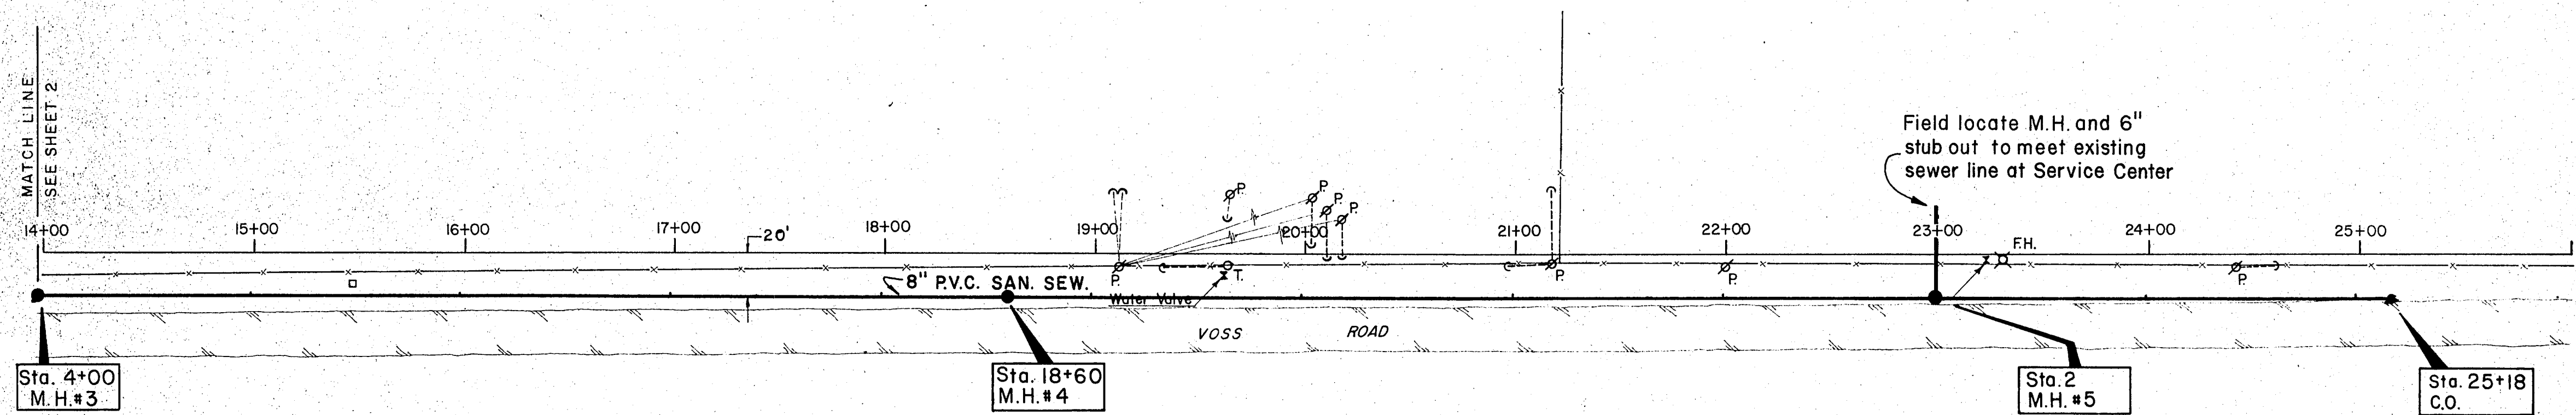 MATCH LINE
SEE SHEET 2
Field locate M.H. and 6"
stub out to meet existing
sewer line at Service Center
P.
P.
P.
P.
14+00
15+00
16+00
17+00
20'
18+00
19+00
20+00
21+00
22+00
23+00
24+00
25+00
F.H.
P.
T.
P.
P.
P.
8" P.V.C. SAN. SEW.
Water Valve
VOSS ROAD
Sta. 4+00
M.H.#3
Sta. 18+60
M.H.#4
Sta. 2
M.H. #5
Sta. 25+18
C.O.